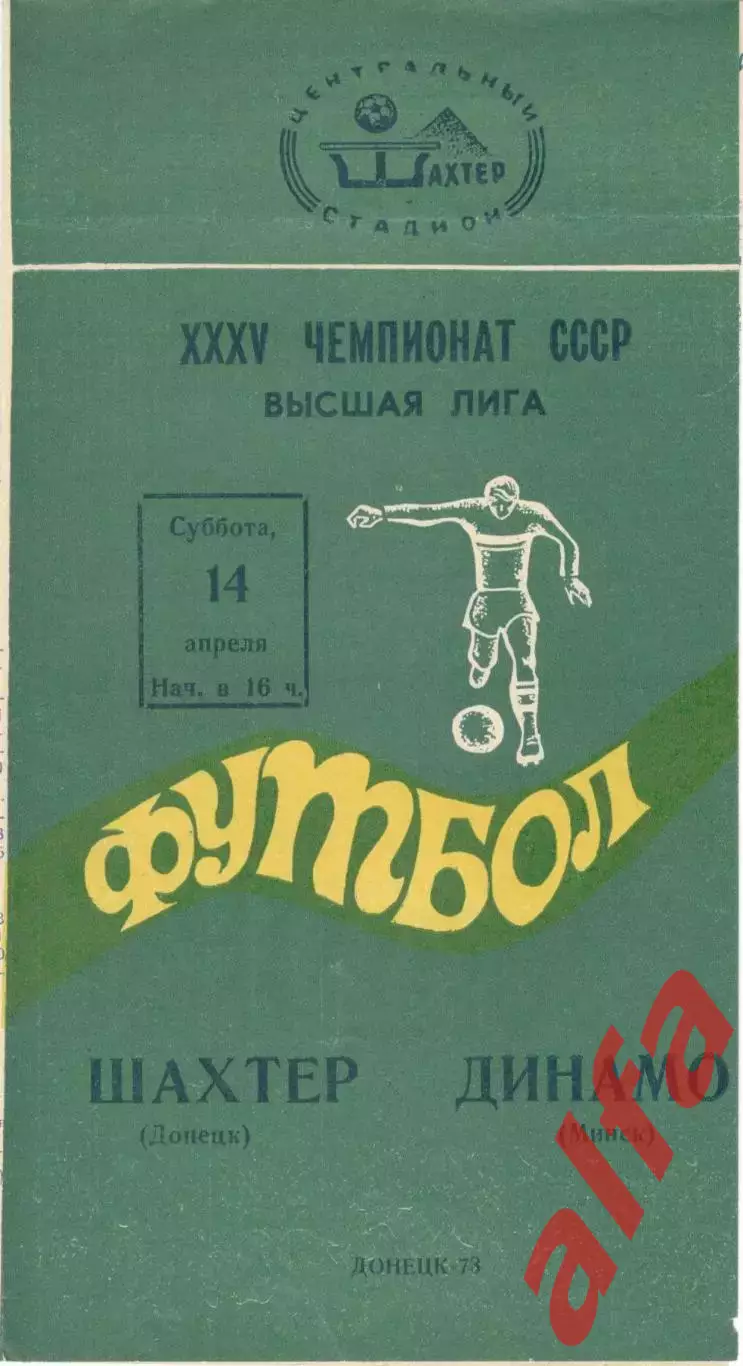 ЦЕНТРАЛЬНЫЙ
ШАХТЕР
СТАДИОН
XXXV ЧЕМПИОНАТ СССР
ВЫСШАЯ ЛИГА
Суббота,
14
апреля
Нач. в 16 ч.
ФУТБОЛ
ШАХТЕР ДИНАМО
(Донецк) (Минск)
ДОНЕЦК-73
alfa